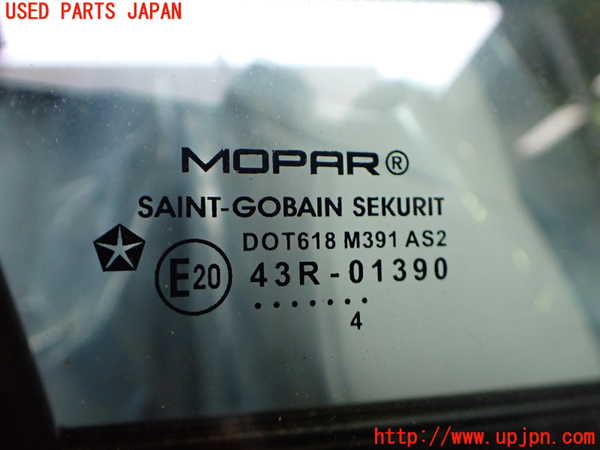 USED PARTS JAPAN
MOPAR®
SAINT-GOBAIN SEKURIT
DOT618 M391 AS2
E20 43R-01390
.......
4
http://www.upjpn.com/